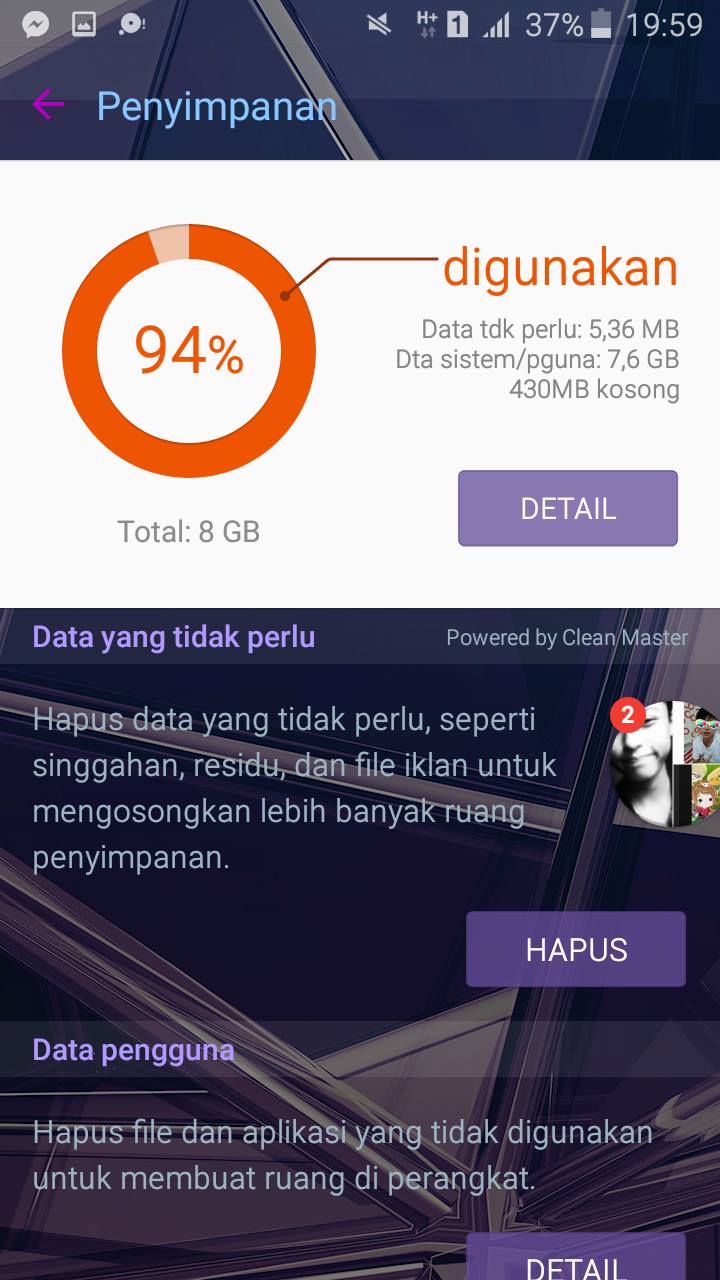 H+ 1 37% 19:59
Penyimpanan
94%
Total: 8 GB
digunakan
Data tdk perlu: 5,36 MB
Dta sistem/pguna: 7,6 GB
430MB kosong
DETAIL
Data yang tidak perlu Powered by Clean Master
Hapus data yang tidak perlu, seperti
singgahan, residu, dan file iklan untuk
mengosongkan lebih banyak ruang
penyimpanan.
2
HAPUS
Data pengguna
Hapus file dan aplikasi yang tidak digunakan
untuk membuat ruang di perangkat.
DETAIL